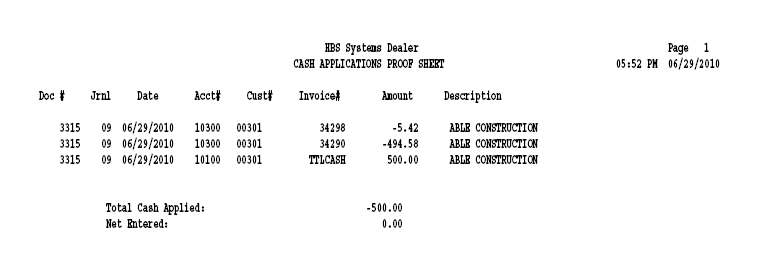 HBS Systems Dealer Page 1
CASH APPLICATIONS PROOF SHEET 05:52 PM 06/29/2010
Doc # Jrnl Date Acct# Cust# Invoice# Amount Description
3315 09 06/29/2010 10300 00301 34298 -5.42 ABLE CONSTRUCTION
3315 09 06/29/2010 10300 00301 34290 -494.58 ABLE CONSTRUCTION
3315 09 06/29/2010 10100 00301 TTLCASH 500.00 ABLE CONSTRUCTION
Total Cash Applied: -500.00
Net Entered: 0.00